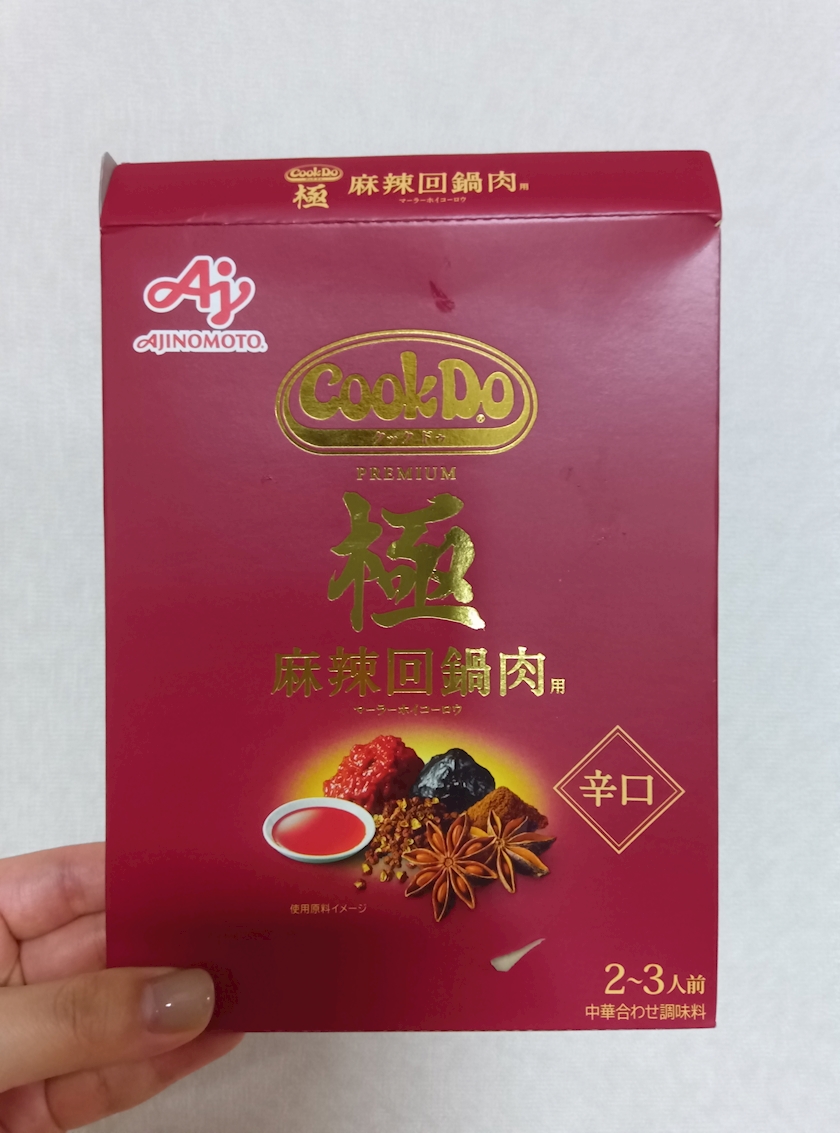 Cook Do
極 麻辣回鍋肉用
マーラーホイコーロウ
Aj
AJINOMOTO®
Cook Do®
クック ドゥ
PREMIUM
極
麻辣回鍋肉用
マーラーホイコーロウ
辛口
使用原料イメージ
2~3人前
中華合わせ調味料